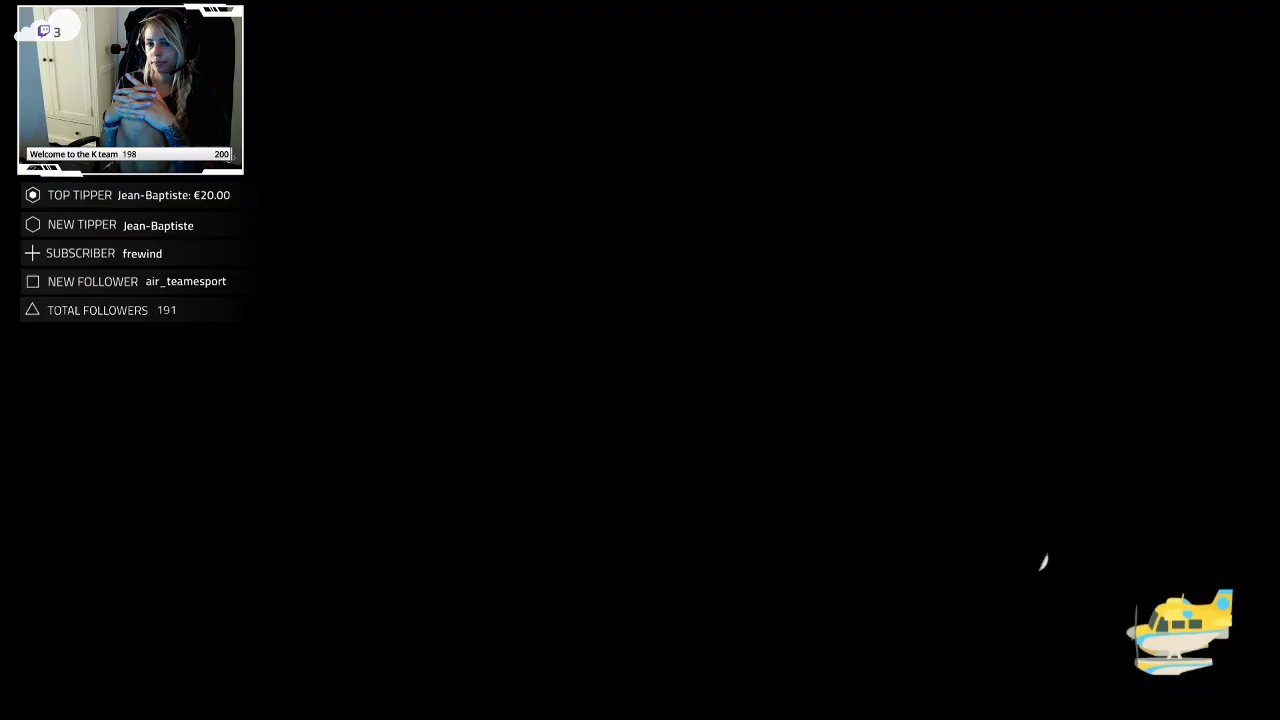 3
Welcome to the K team 198 200
TOP TIPPER Jean-Baptiste: €20.00
NEW TIPPER Jean-Baptiste
SUBSCRIBER frewind
NEW FOLLOWER air_teamesport
TOTAL FOLLOWERS 191